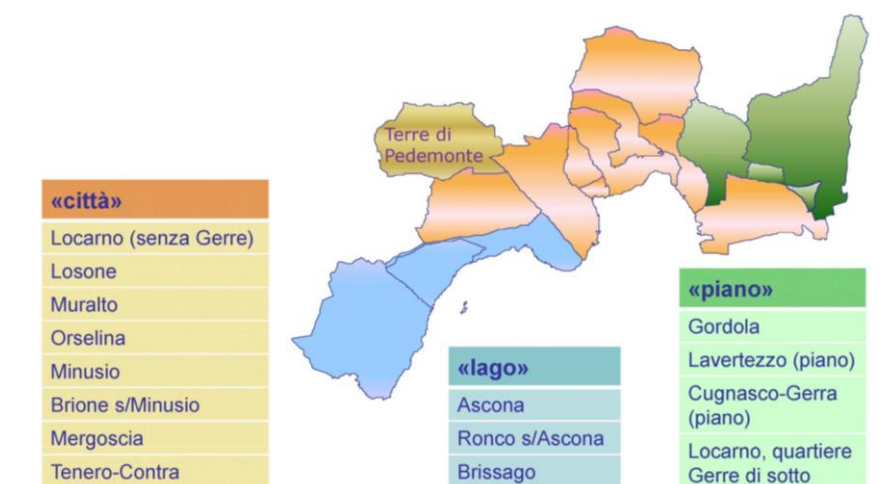 Terre di
Pedemonte
«città»
Locarno (senza Gerre)
Losone
Muralto
Orselina
Minusio
Brione s/Minusio
Mergoscia
Tenero-Contra
«lago»
Ascona
Ronco s/Ascona
Brissago
«piano»
Gordola
Lavertezzo (piano)
Cugnasco-Gerra
(piano)
Locarno, quartiere
Gerre di sotto